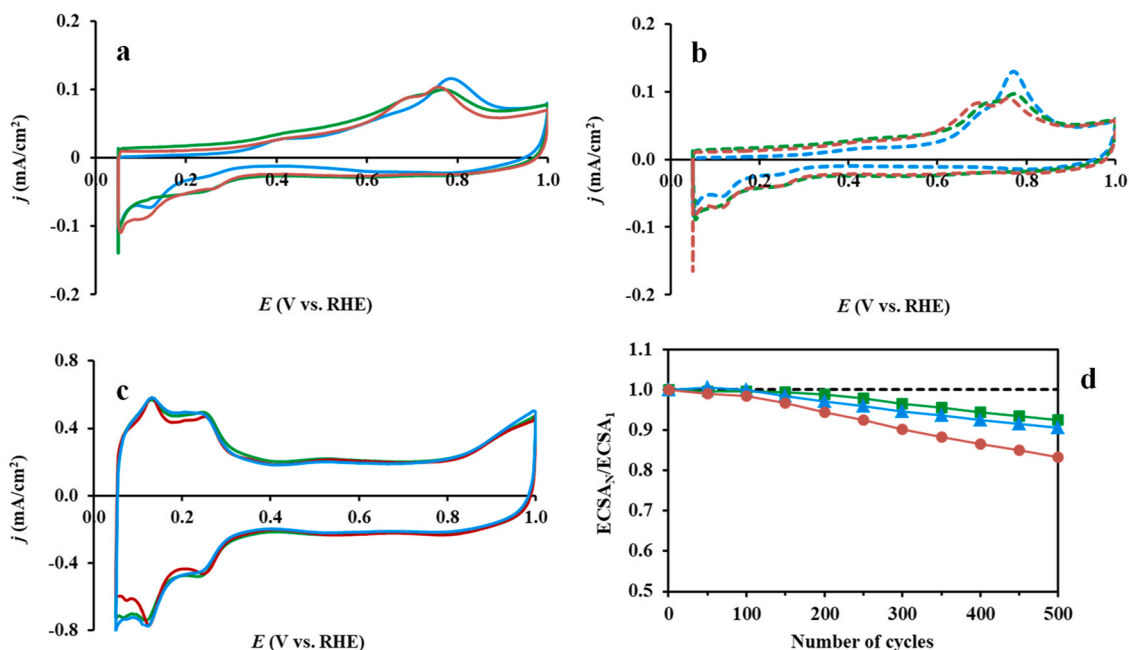 a
0.2
0.1
0
-0.1
-0.2
0.0 0.2 0.4 0.6 0.8 1.0
j (mA/cm²)
E (V vs. RHE)
b
0.2
0.1
0.0
-0.1
-0.2
0.0 0.2 0.4 0.6 0.8 1.0
j (mA/cm²)
E (V vs. RHE)
c
0.8
0.4
0.0
-0.4
-0.8
0.0 0.2 0.4 0.6 0.8 1.0
j (mA/cm²)
E (V vs. RHE)
d
1.1
1.0
0.9
0.8
0.7
0.6
0.5
0 100 200 300 400 500
ECSA_N/ECSA₁
Number of cycles